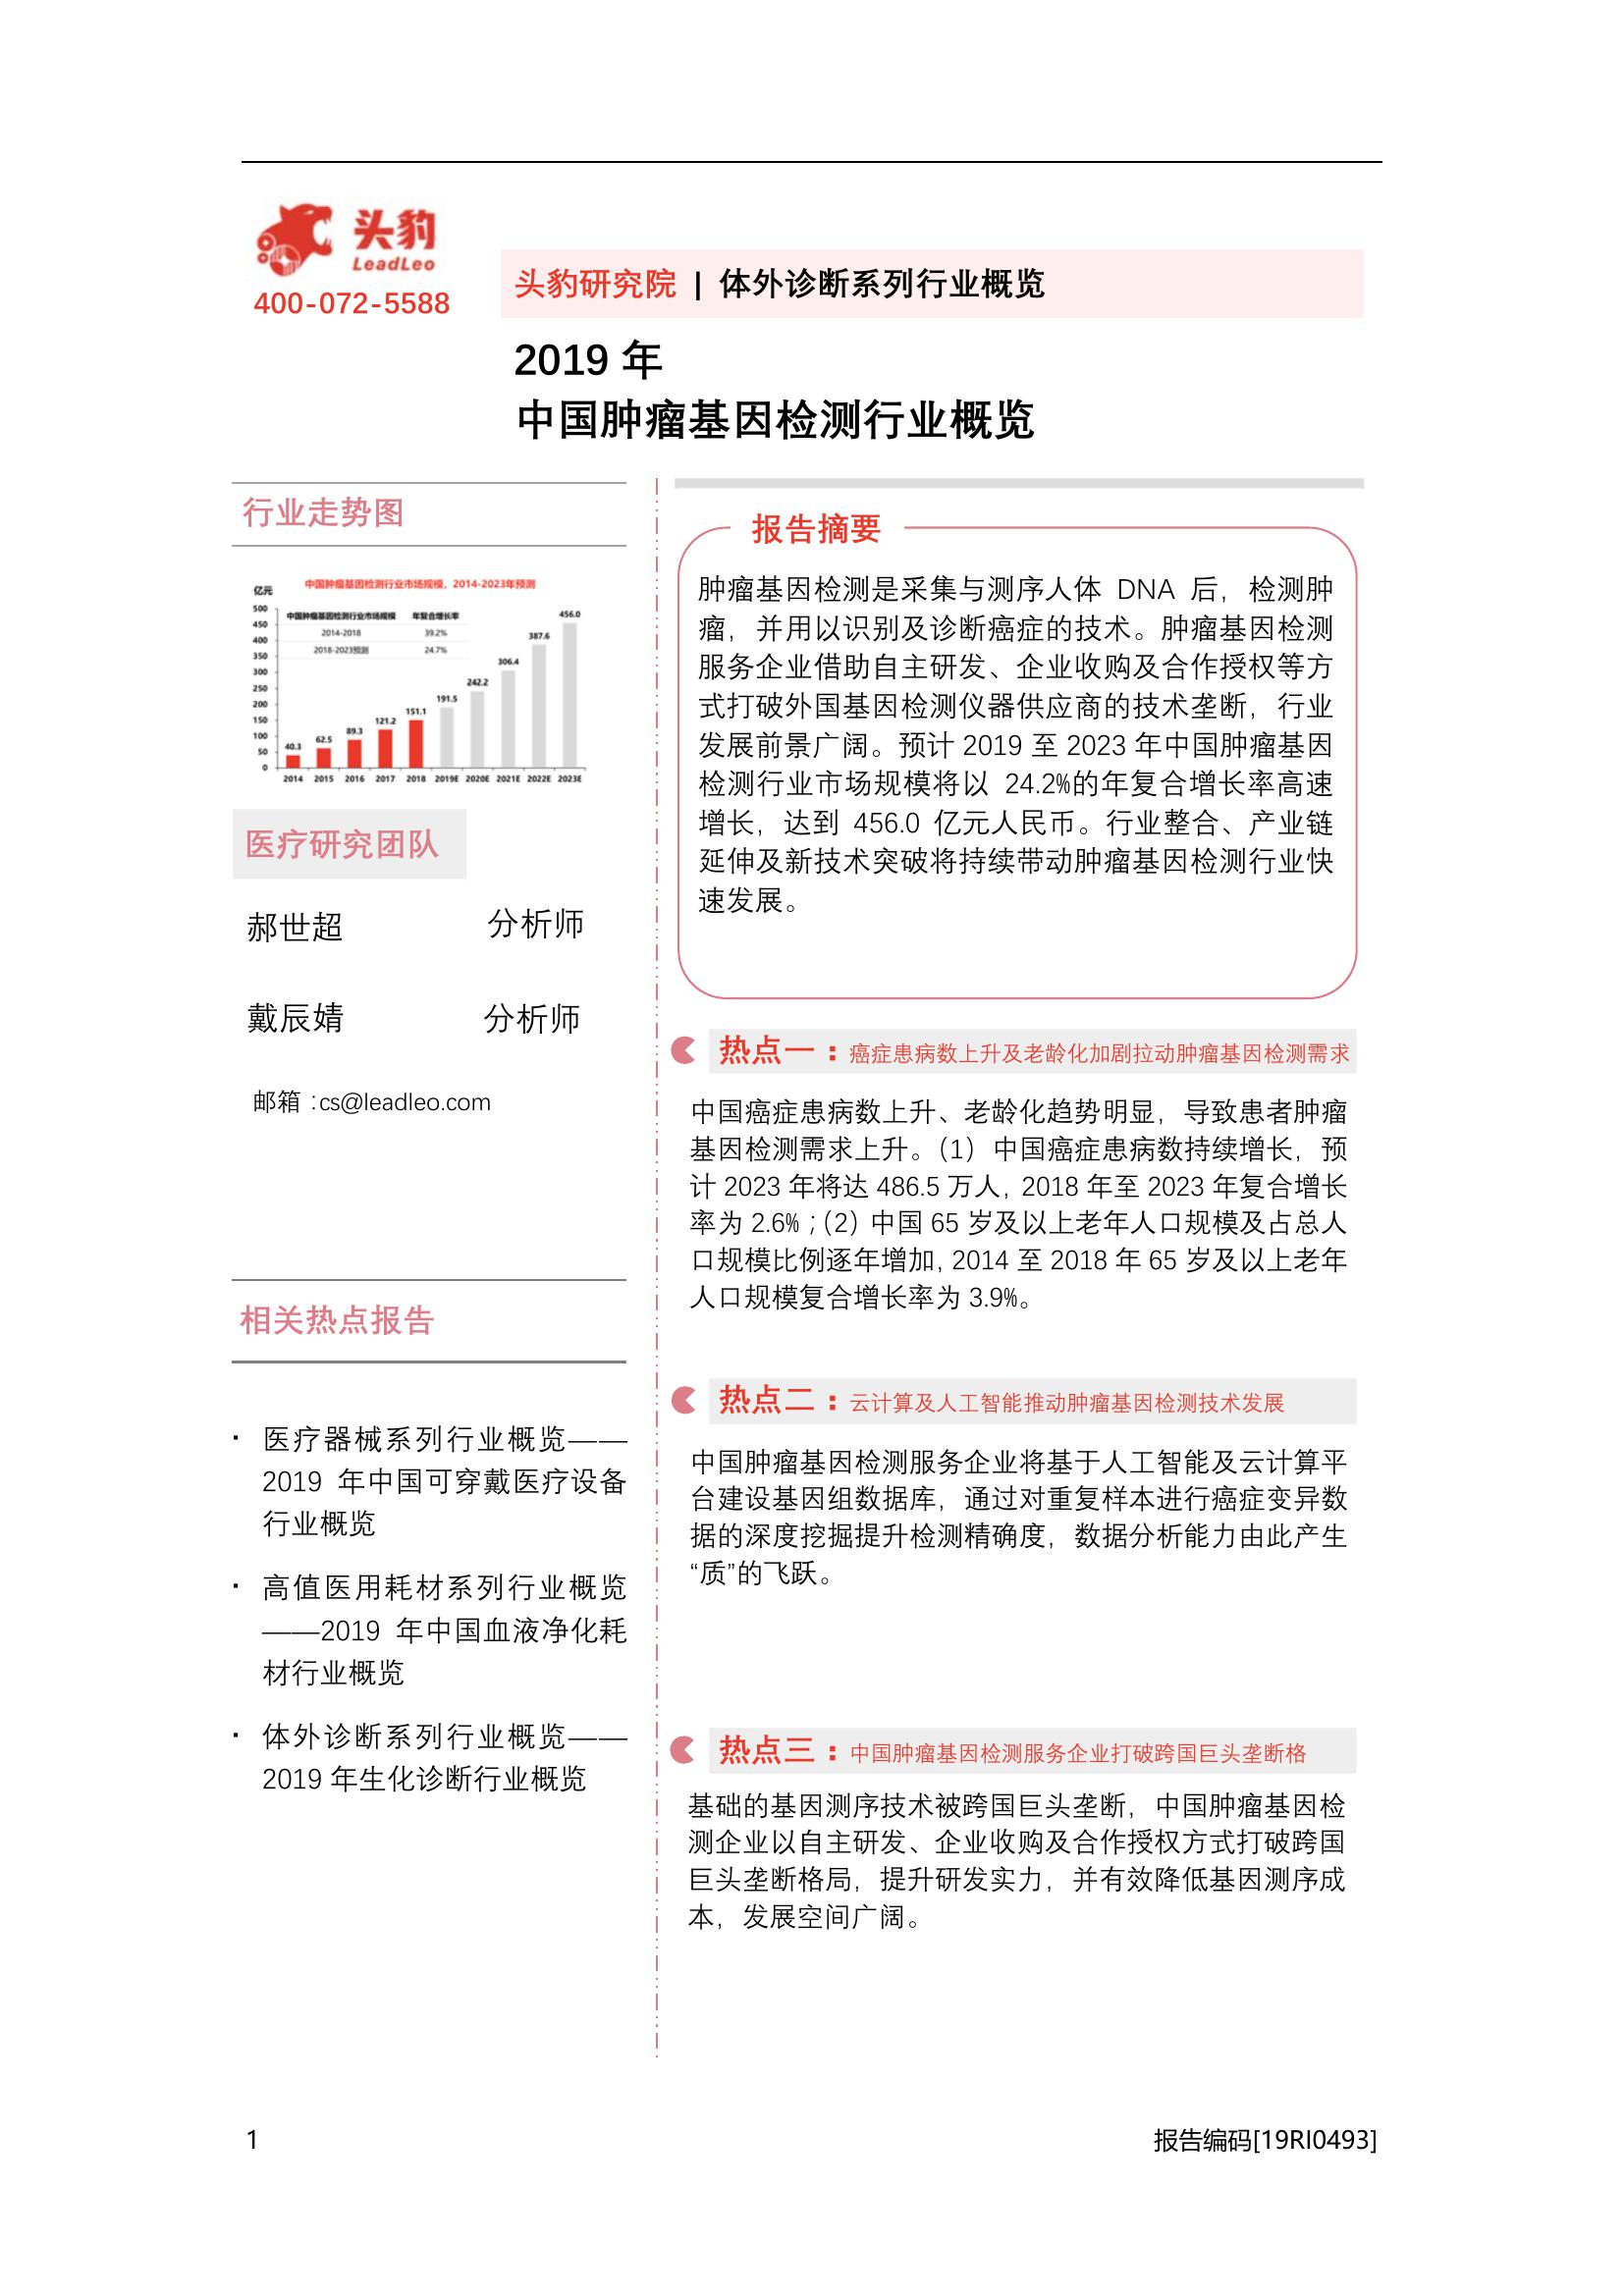 头豹
LeadLeo
400-072-5588
头豹研究院 | 体外诊断系列行业概览
2019 年
中国肿瘤基因检测行业概览
行业走势图
中国肿瘤基因检测行业市场规模，2014-2023年预测
亿元
中国肿瘤基因检测行业市场规模 年复合增长率
2014-2018 39.2%
2018-2023预测 24.7%
500
450
400
350
300
250
200
150
100
50
0
40.3
62.5
89.3
121.2
151.1
191.5
242.2
306.4
387.6
456.0
2014 2015 2016 2017 2018 2019E 2020E 2021E 2022E 2023E
医疗研究团队
郝世超 分析师
戴辰婧 分析师
邮箱：cs@leadleo.com
相关热点报告
· 医疗器械系列行业概览——
2019 年中国可穿戴医疗设备
行业概览
· 高值医用耗材系列行业概览
——2019 年中国血液净化耗
材行业概览
· 体外诊断系列行业概览——
2019 年生化诊断行业概览
报告摘要
肿瘤基因检测是采集与测序人体 DNA 后，检测肿
瘤，并用以识别及诊断癌症的技术。肿瘤基因检测
服务企业借助自主研发、企业收购及合作授权等方
式打破外国基因检测仪器供应商的技术垄断，行业
发展前景广阔。预计 2019 至 2023 年中国肿瘤基因
检测行业市场规模将以 24.2%的年复合增长率高速
增长，达到 456.0 亿元人民币。行业整合、产业链
延伸及新技术突破将持续带动肿瘤基因检测行业快
速发展。
热点一：癌症患病数上升及老龄化加剧拉动肿瘤基因检测需求
中国癌症患病数上升、老龄化趋势明显，导致患者肿瘤
基因检测需求上升。（1）中国癌症患病数持续增长，预
计 2023 年将达 486.5 万人，2018 年至 2023 年复合增长
率为 2.6%；（2）中国 65 岁及以上老年人口规模及占总人
口规模比例逐年增加，2014 至 2018 年 65 岁及以上老年
人口规模复合增长率为 3.9%。
热点二：云计算及人工智能推动肿瘤基因检测技术发展
中国肿瘤基因检测服务企业将基于人工智能及云计算平
台建设基因组数据库，通过对重复样本进行癌症变异数
据的深度挖掘提升检测精确度，数据分析能力由此产生
“质”的飞跃。
热点三：中国肿瘤基因检测服务企业打破跨国巨头垄断格
基础的基因测序技术被跨国巨头垄断，中国肿瘤基因检
测企业以自主研发、企业收购及合作授权方式打破跨国
巨头垄断格局，提升研发实力，并有效降低基因测序成
本，发展空间广阔。
1 报告编码[19RI0493]